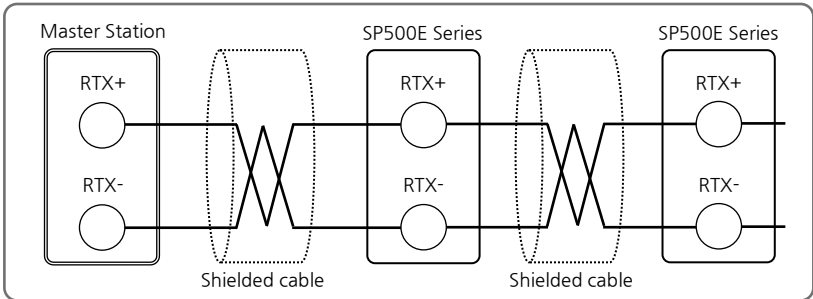 Master Station
SP500E Series
SP500E Series
RTX+
RTX+
RTX+
RTX-
RTX-
RTX-
Shielded cable
Shielded cable